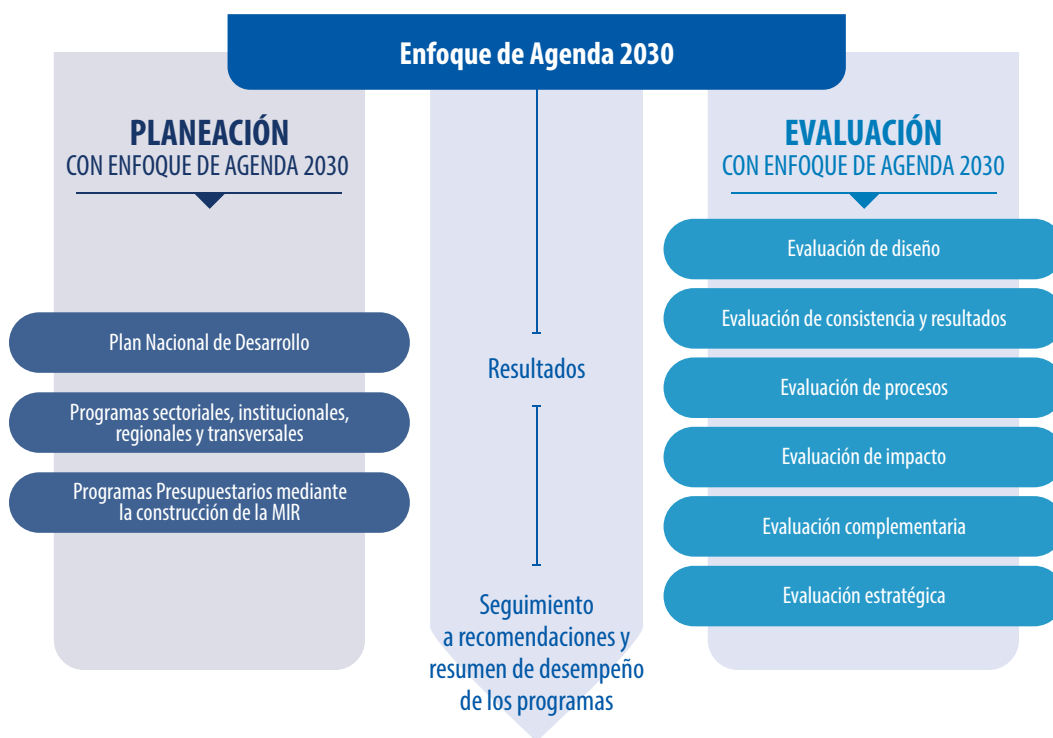 Enfoque de Agenda 2030
PLANEACIÓN
CON ENFOQUE DE AGENDA 2030
Plan Nacional de Desarrollo
Programas sectoriales, institucionales,
regionales y transversales
Programas Presupuestarios mediante
la construcción de la MIR
Resultados
Seguimiento
a recomendaciones y
resumen de desempeño
de los programas
EVALUACIÓN
CON ENFOQUE DE AGENDA 2030
Evaluación de diseño
Evaluación de consistencia y resultados
Evaluación de procesos
Evaluación de impacto
Evaluación complementaria
Evaluación estratégica